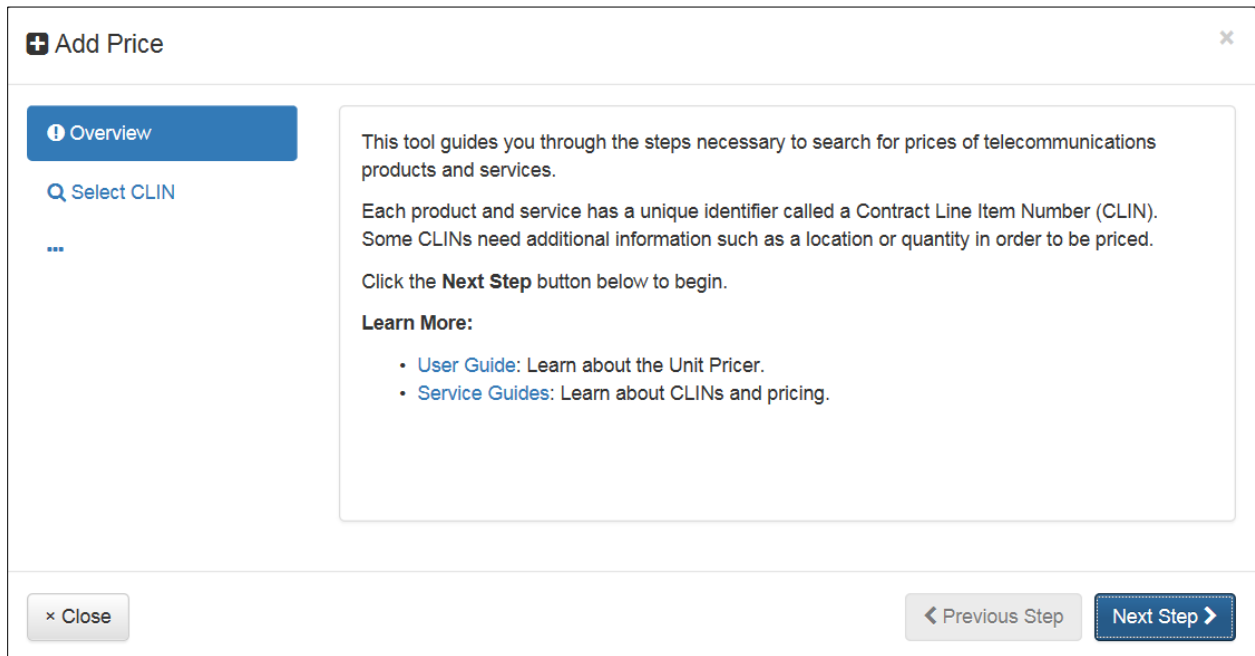 Add Price
×
Overview
Select CLIN
...
This tool guides you through the steps necessary to search for prices of telecommunications
products and services.
Each product and service has a unique identifier called a Contract Line Item Number (CLIN).
Some CLINs need additional information such as a location or quantity in order to be priced.
Click the Next Step button below to begin.
Learn More:
• User Guide: Learn about the Unit Pricer.
• Service Guides: Learn about CLINs and pricing.
× Close
Previous Step
Next Step